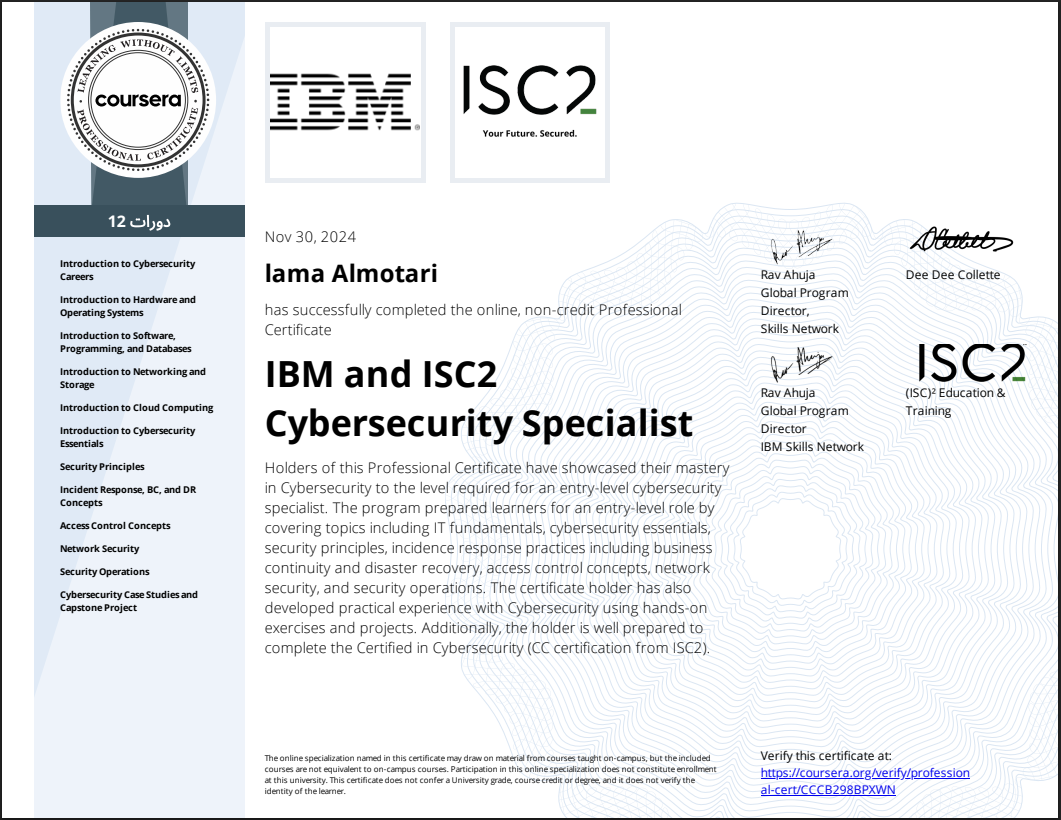 LEARNING WITHOUT LIMITS
coursera
PROFESSIONAL CERTIFICATE
12 دورات
Introduction to Cybersecurity
Careers
Introduction to Hardware and
Operating Systems
Introduction to Software,
Programming, and Databases
Introduction to Networking and
Storage
Introduction to Cloud Computing
Introduction to Cybersecurity
Essentials
Security Principles
Incident Response, BC, and DR
Concepts
Access Control Concepts
Network Security
Security Operations
Cybersecurity Case Studies and
Capstone Project
IBM®
ISC2
Your Future. Secured.
Nov 30, 2024
lama Almotari
has successfully completed the online, non-credit Professional
Certificate
IBM and ISC2
Cybersecurity Specialist
Holders of this Professional Certificate have showcased their mastery
in Cybersecurity to the level required for an entry-level cybersecurity
specialist. The program prepared learners for an entry-level role by
covering topics including IT fundamentals, cybersecurity essentials,
security principles, incidence response practices including business
continuity and disaster recovery, access control concepts, network
security, and security operations. The certificate holder has also
developed practical experience with Cybersecurity using hands-on
exercises and projects. Additionally, the holder is well prepared to
complete the Certified in Cybersecurity (CC certification from ISC2).
Rav Ahuja
Rav Ahuja
Global Program
Director,
Skills Network
Dee Dee Collette
Rav Ahuja
Rav Ahuja
Global Program
Director
IBM Skills Network
ISC2
(ISC)² Education &
Training
The online specialization named in this certificate may draw on material from courses taught on-campus, but the included
courses are not equivalent to on-campus courses. Participation in this online specialization does not constitute enrollment
at this university. This certificate does not confer a University grade, course credit or degree, and it does not verify the
identity of the learner.
Verify this certificate at:
https://coursera.org/verify/profession
al-cert/CCCB298BPXWN